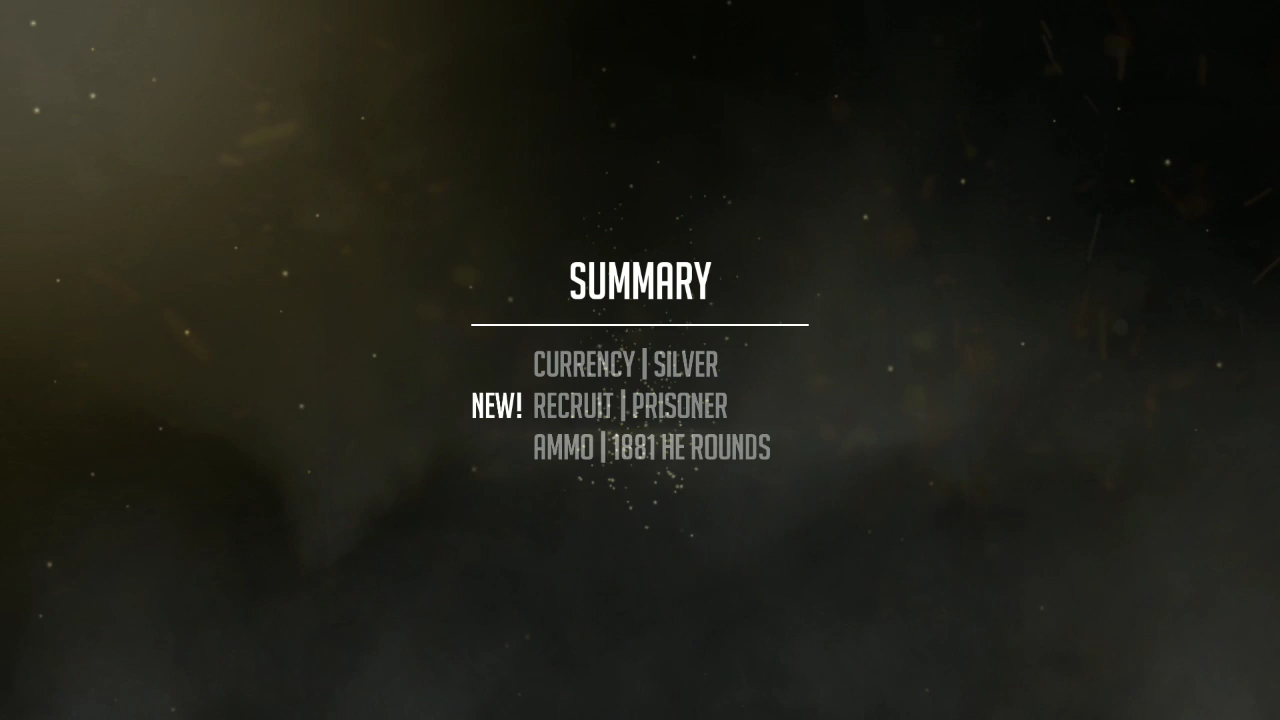 SUMMARY
CURRENCY | SILVER
NEW! RECRUIT | PRISONER
AMMO | 1881 HE ROUNDS